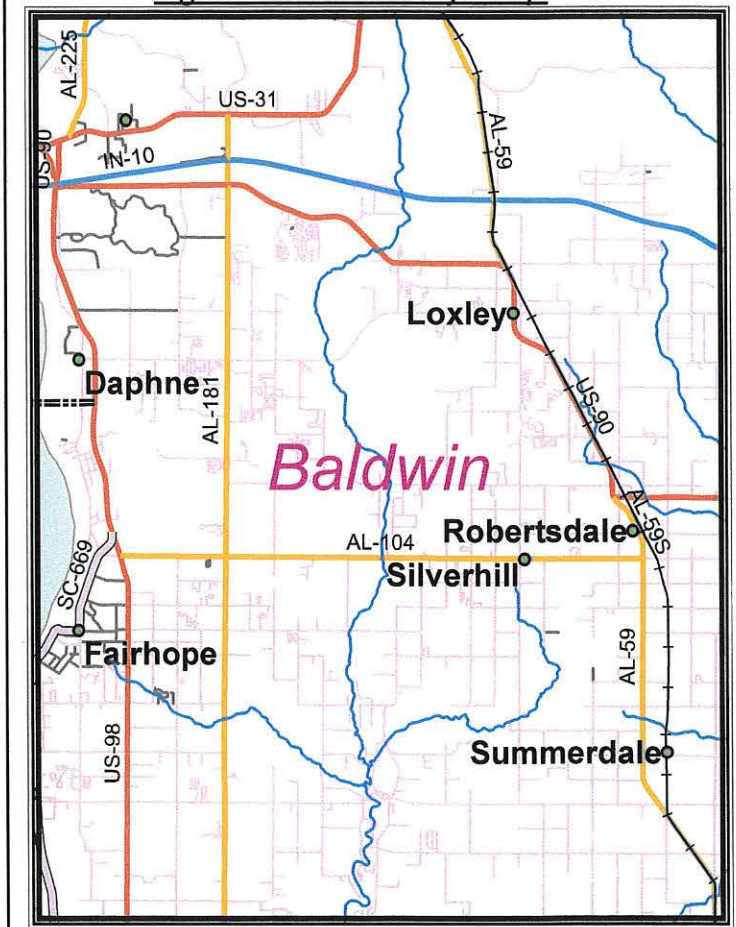 AL-225
US-31
US-90
IN-10
AL-59
Loxley
Daphne
AL-181
US-90
Baldwin
AL-59S
Robertsdale
AL-104
Silverhill
SC-669
Fairhope
AL-59
US-98
Summerdale